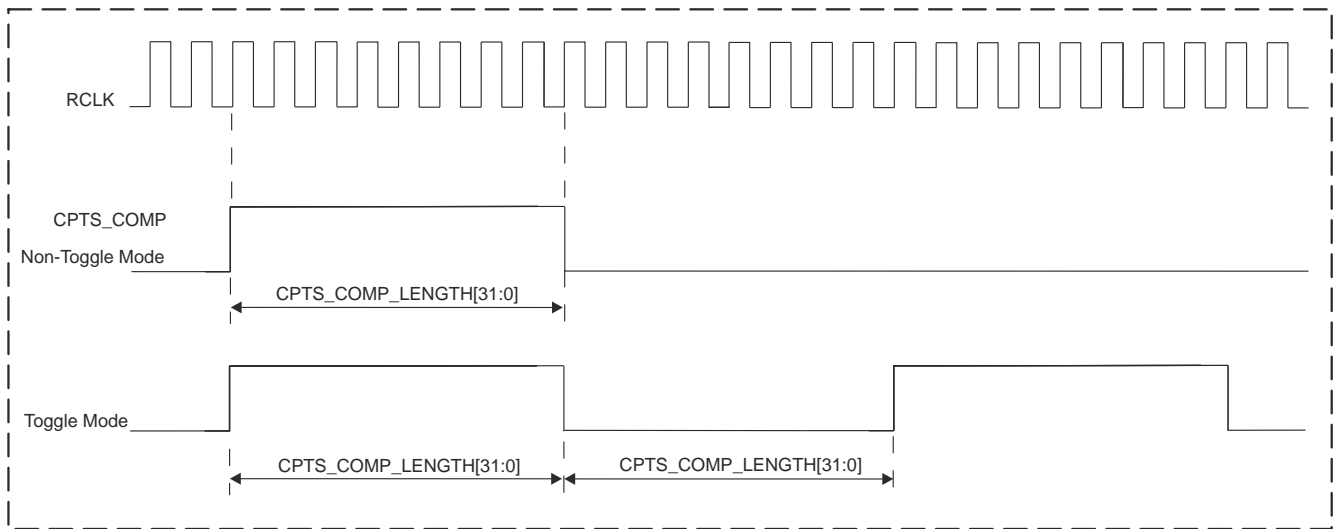 RCLK
CPTS_COMP
Non-Toggle Mode
CPTS_COMP_LENGTH[31:0]
Toggle Mode
CPTS_COMP_LENGTH[31:0] CPTS_COMP_LENGTH[31:0]